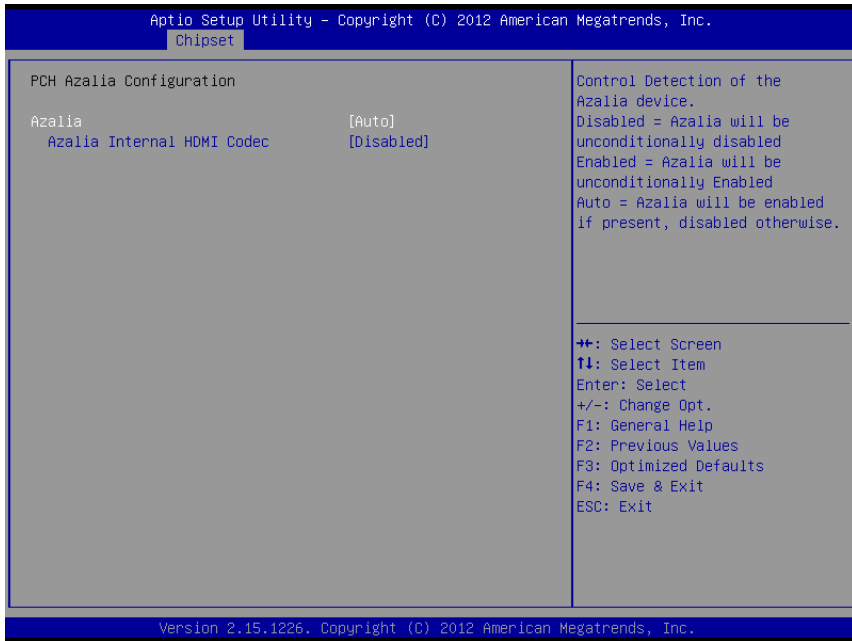 Aptio Setup Utility – Copyright (C) 2012 American Megatrends, Inc.
Chipset
PCH Azalia Configuration
Azalia [Auto]
Azalia Internal HDMI Codec [Disabled]
Control Detection of the
Azalia device.
Disabled = Azalia will be
unconditionally disabled
Enabled = Azalia will be
unconditionally Enabled
Auto = Azalia will be enabled
if present, disabled otherwise.
→←: Select Screen
↑↓: Select Item
Enter: Select
+/-: Change Opt.
F1: General Help
F2: Previous Values
F3: Optimized Defaults
F4: Save & Exit
ESC: Exit
Version 2.15.1226. Copyright (C) 2012 American Megatrends, Inc.